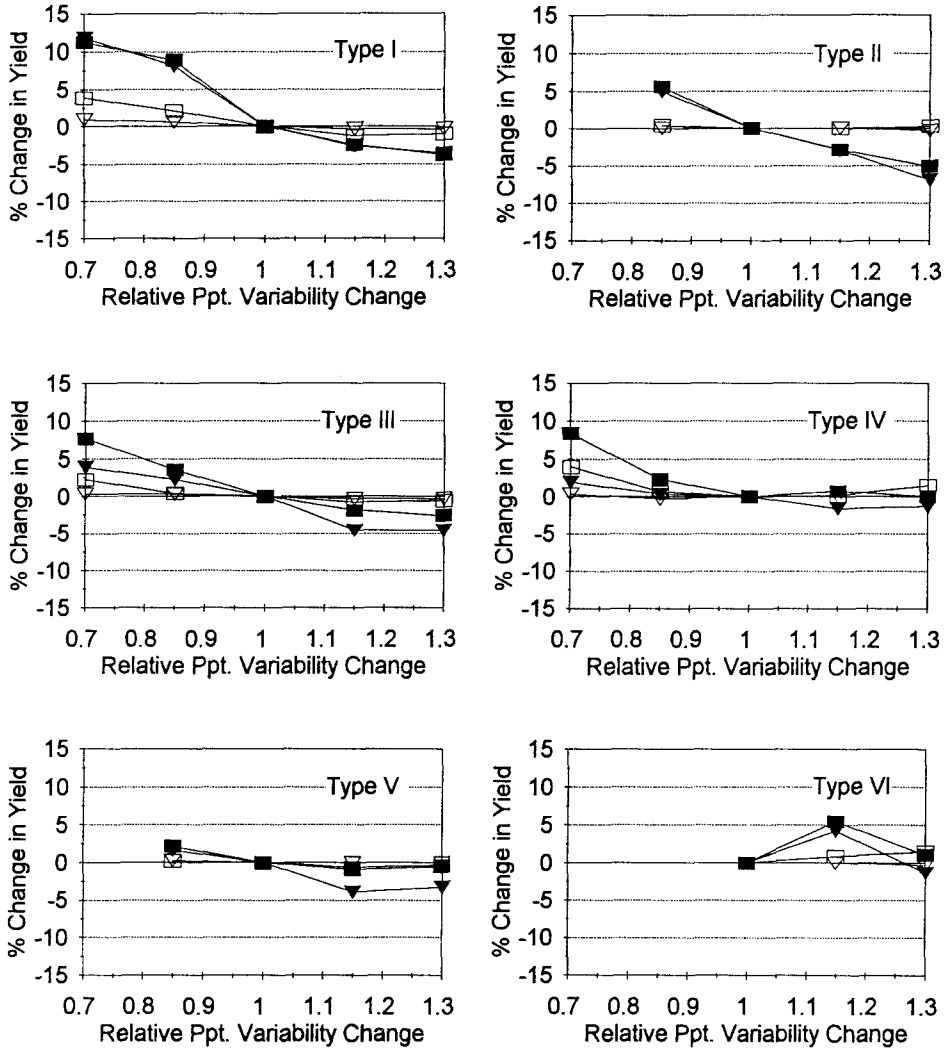 15
10
5
0
-5
-10
-15
% Change in Yield
Type I
0.7 0.8 0.9 1 1.1 1.2 1.3
Relative Ppt. Variability Change
15
10
5
0
-5
-10
-15
% Change in Yield
Type II
0.7 0.8 0.9 1 1.1 1.2 1.3
Relative Ppt. Variability Change
15
10
5
0
-5
-10
-15
% Change in Yield
Type III
0.7 0.8 0.9 1 1.1 1.2 1.3
Relative Ppt. Variability Change
15
10
5
0
-5
-10
-15
% Change in Yield
Type IV
0.7 0.8 0.9 1 1.1 1.2 1.3
Relative Ppt. Variability Change
15
10
5
0
-5
-10
-15
% Change in Yield
Type V
0.7 0.8 0.9 1 1.1 1.2 1.3
Relative Ppt. Variability Change
15
10
5
0
-5
-10
-15
% Change in Yield
Type VI
0.7 0.8 0.9 1 1.1 1.2 1.3
Relative Ppt. Variability Change